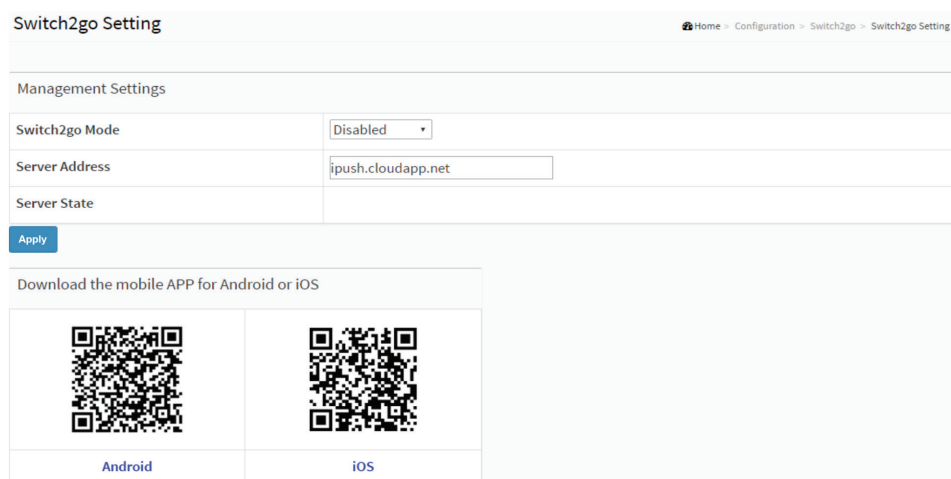 Switch2go Setting
Home > Configuration > Switch2go > Switch2go Setting
Management Settings
Switch2go Mode
Disabled
Server Address
ipush.cloudapp.net
Server State
Apply
Download the mobile APP for Android or iOS
Android
iOS